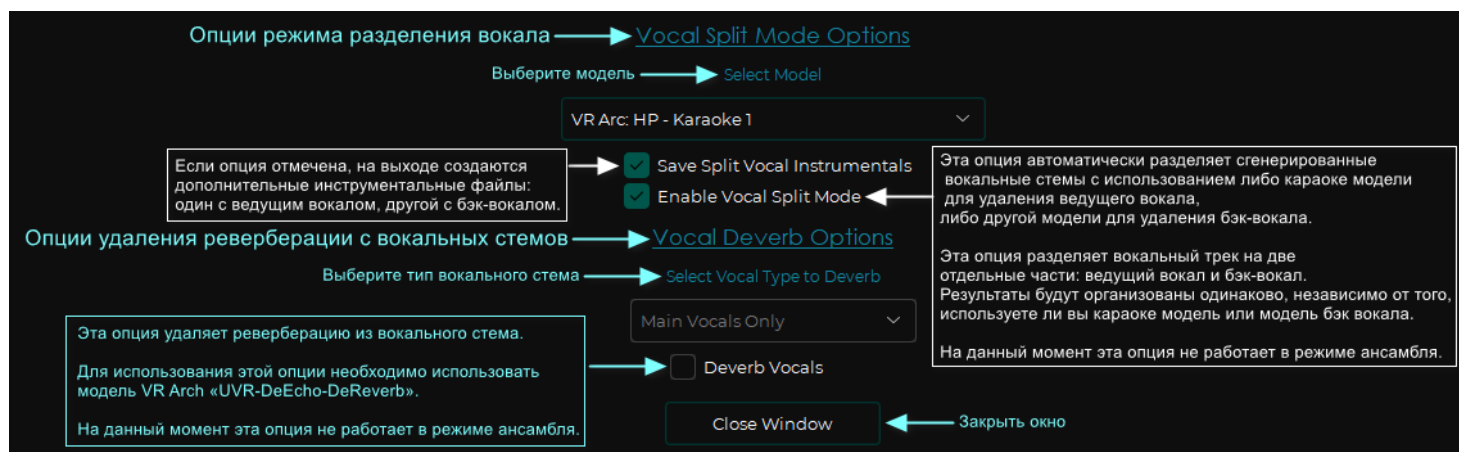 Опции режима разделения вокала
Vocal Split Mode Options
Выберите модель
Select Model
VR Arc: HP - Karaoke 1
Если опция отмечена, на выходе создаются
дополнительные инструментальные файлы:
один с ведущим вокалом, другой с бэк-вокалом.
Save Split Vocal Instrumentals
Enable Vocal Split Mode
Эта опция автоматически разделяет сгенерированные
вокальные стемы с использованием либо караоке модели
для удаления ведущего вокала,
либо другой модели для удаления бэк-вокала.
Эта опция разделяет вокальный трек на две
отдельные части: ведущий вокал и бэк-вокал.
Результаты будут организованы одинаково, независимо от того,
используете ли вы караоке модель или модель бэк вокала.
На данный момент эта опция не работает в режиме ансамбля.
Опции удаления реверберации с вокальных стемов
Vocal Deverb Options
Выберите тип вокального стема
Select Vocal Type to Deverb
Main Vocals Only
Эта опция удаляет реверберацию из вокального стема.
Для использования этой опции необходимо использовать
модель VR Arch «UVR-DeEcho-DeReverb».
На данный момент эта опция не работает в режиме ансамбля.
Deverb Vocals
Close Window
Закрыть окно